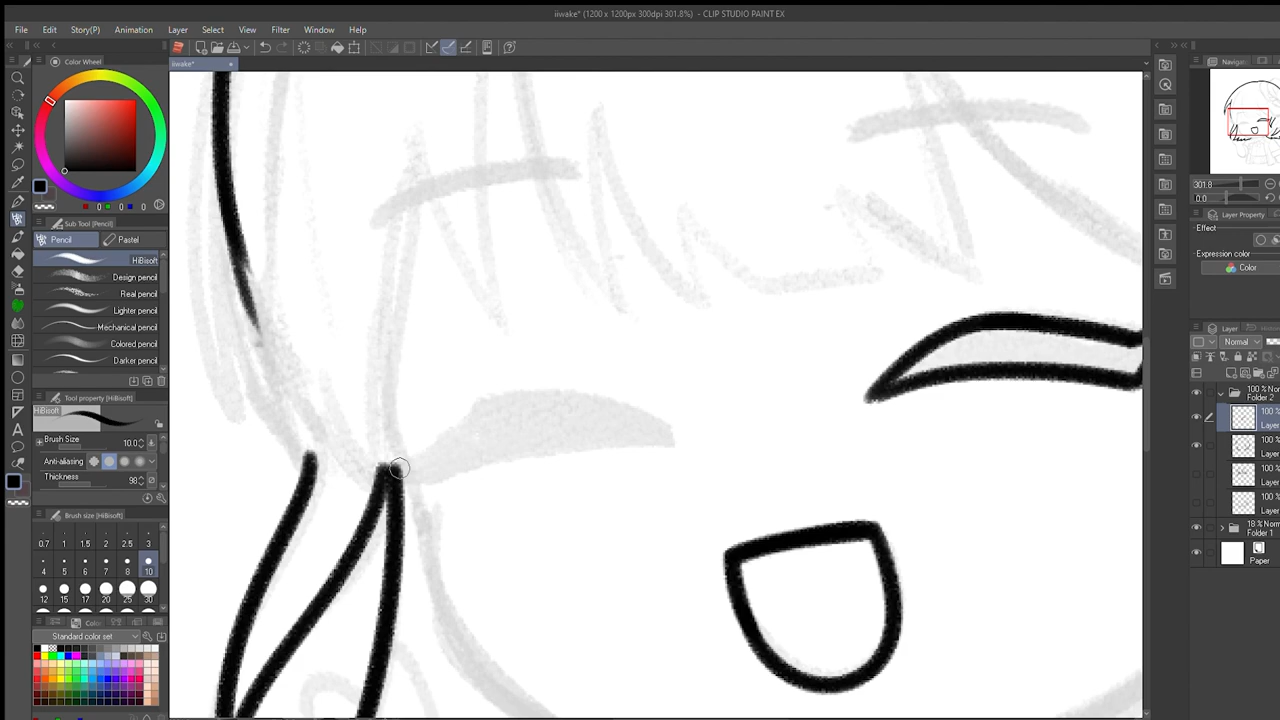 iiwake* (1200 x 1200px 300dpi 301.8%) - CLIP STUDIO PAINT EX
File Edit Story(P) Animation Layer Select View Filter Window Help
iiwake*
Color Wheel
0 0 0
Sub Tool [Pencil]
Pencil Pastel
HiBisoft
Design pencil
Real pencil
Lighter pencil
Mechanical pencil
Colored pencil
Darker pencil
Tool property [HiBisoft]
HiBisoft
Brush Size 10.0
Anti-aliasing
Thickness 98
Brush size [HiBisoft]
0.7 1 1.5 2 2.5 3
4 5 6 7 8 10
12 15 17 20 25 30
Color
Standard color set
Navigat
301.8
0.0
Layer Property
Effect
Expression color
Color
Layer
Normal
100 % N
Folder 2
100 %
Layer
100 %
Layer
100 %
Layer
100 %
Layer
18 % Norm
Folder 1
Paper